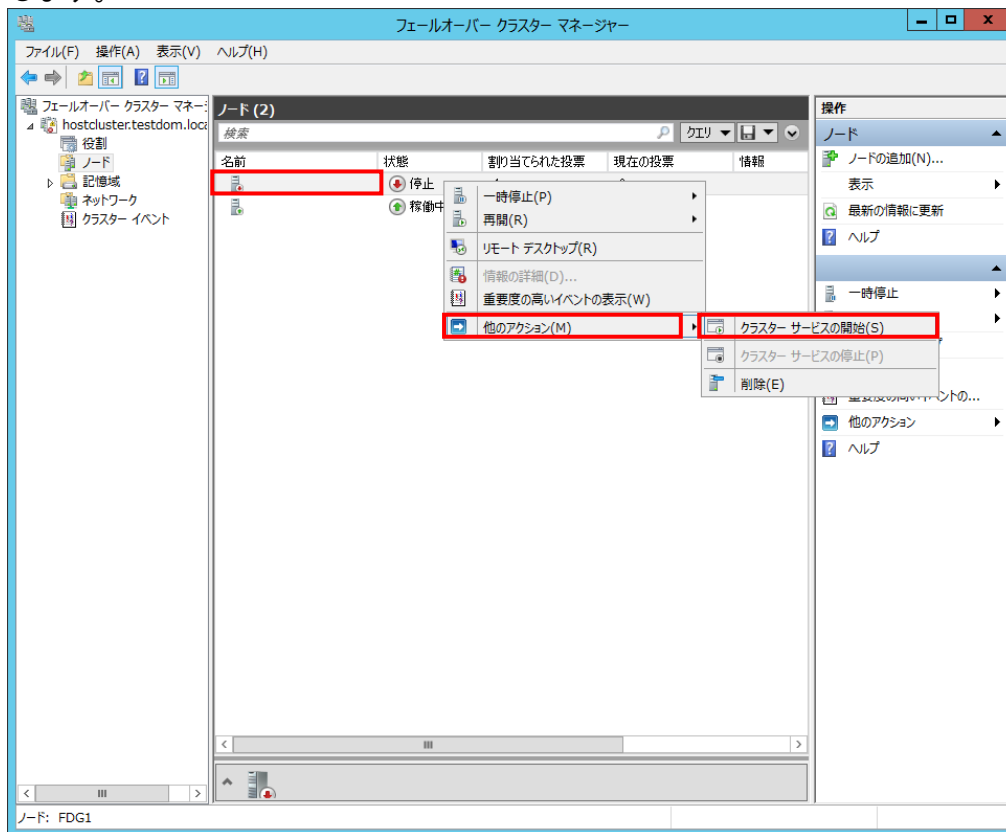 フェールオーバー クラスター マネージャー
ファイル(F) 操作(A) 表示(V) ヘルプ(H)
フェールオーバー クラスター マネー
hostcluster.testdom.loca
役割
ノード
記憶域
ネットワーク
クラスター イベント
ノード (2)
検索
クエリ
名前 状態 割り当てられた投票 現在の投票 情報
停止
稼働中
一時停止(P)
再開(R)
リモート デスクトップ(R)
情報の詳細(D)...
重要度の高いイベントの表示(W)
他のアクション(M)
クラスター サービスの開始(S)
クラスター サービスの停止(P)
削除(E)
操作
ノード
ノードの追加(N)...
表示
最新の情報に更新
ヘルプ
一時停止
重要度の高いイベントの...
他のアクション
ヘルプ
ノード: FDG1